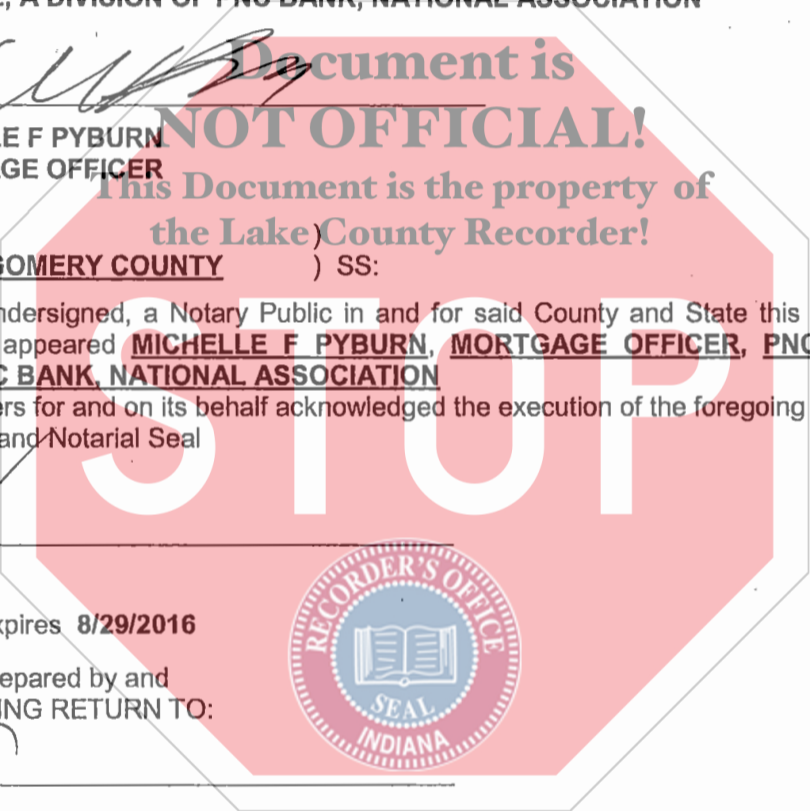 , A DIVISION OF PNC BANK, NATIONAL ASSOCIATION
Document is
NOT OFFICIAL!
This Document is the property of
the Lake County Recorder!
STOP
LE F PYBURN
GE OFFICER
)
GOMERY COUNTY ) SS:
ndersigned, a Notary Public in and for said County and State this
appeared MICHELLE F PYBURN, MORTGAGE OFFICER, PNC
C BANK, NATIONAL ASSOCIATION
ers for and on its behalf acknowledged the execution of the foregoing
and Notarial Seal
xpires 8/29/2016
epared by and
ING RETURN TO:
RECORDER'S OFFICE
SEAL
INDIANA